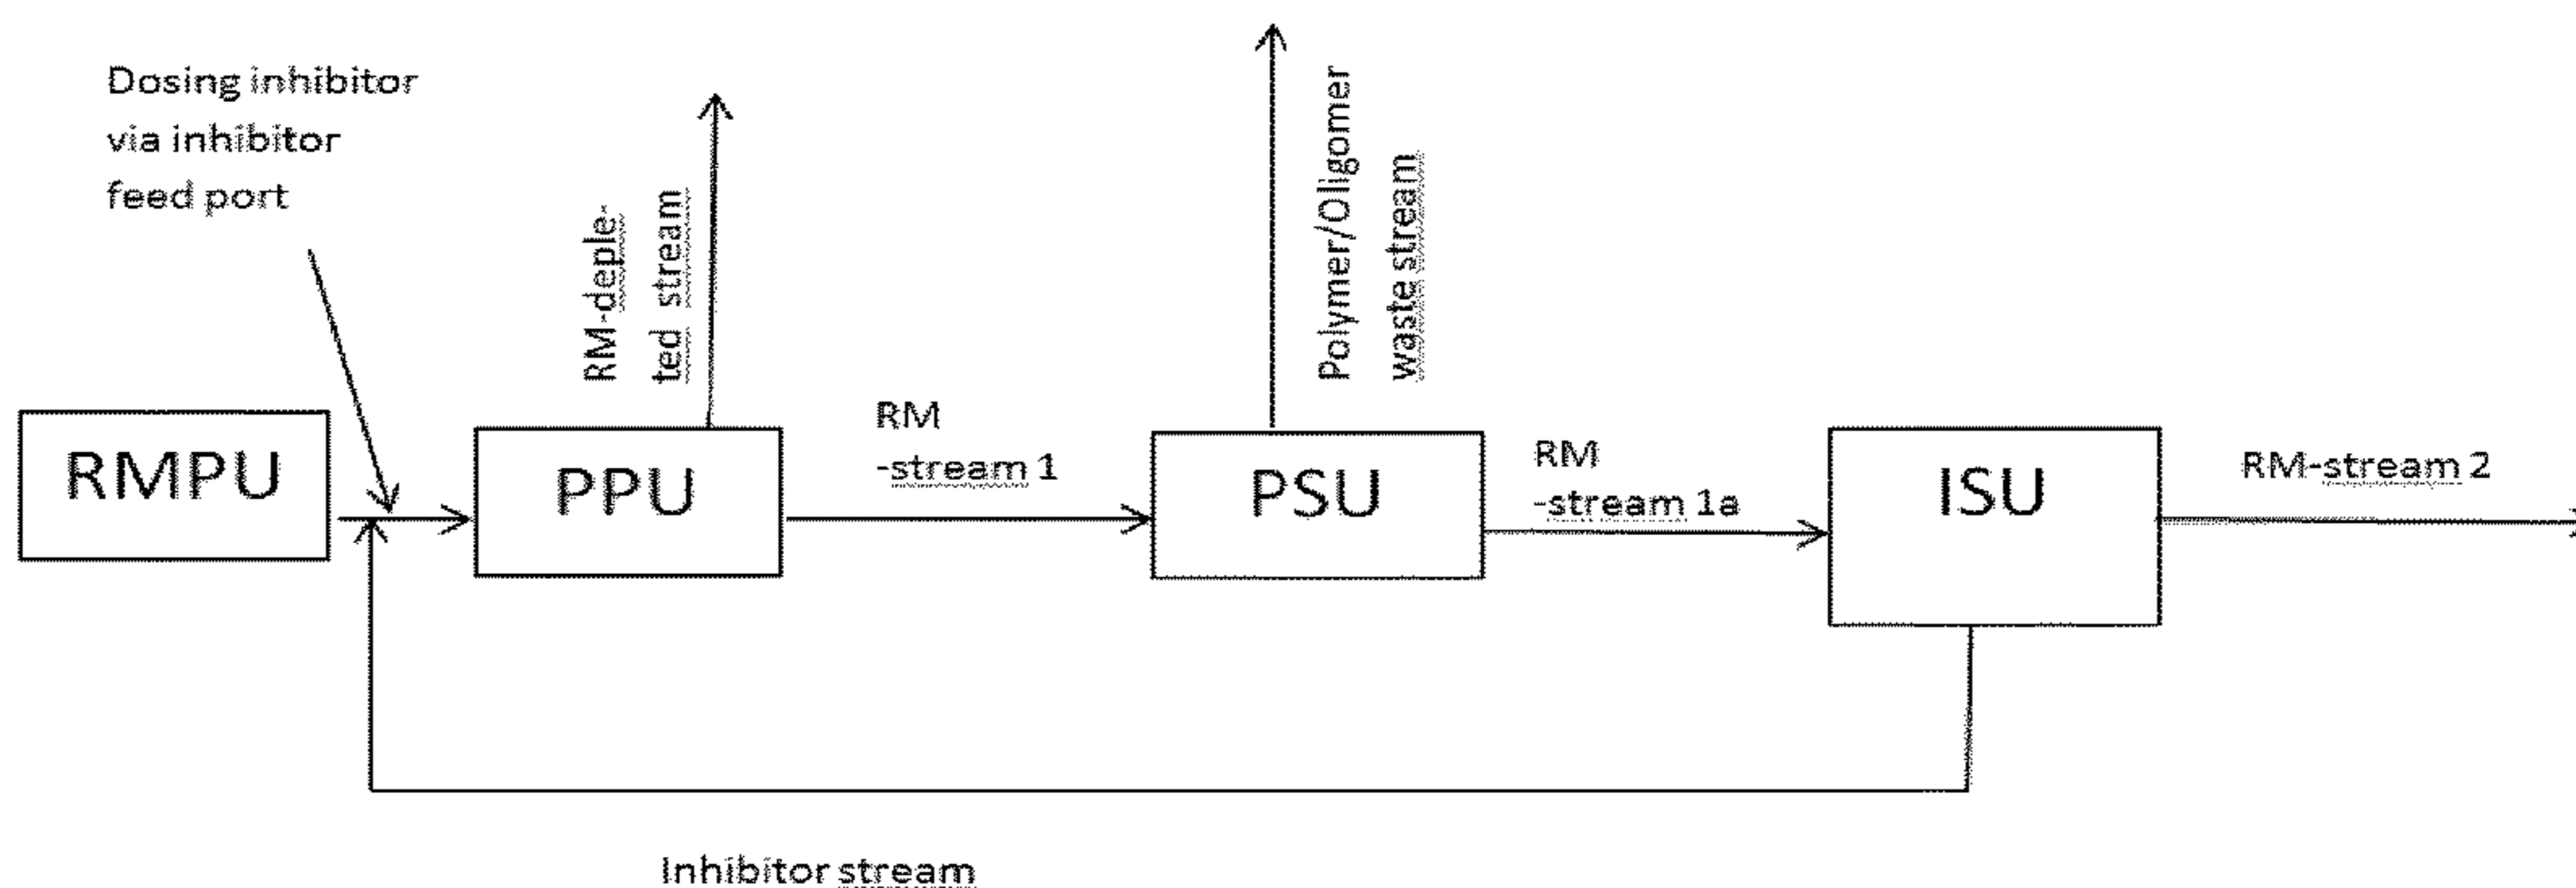 Dosing inhibitor
via inhibitor
feed port
RM-deple-
ted stream
Polymer/Oligomer
waste stream
RMPU
PPU
RM
-stream 1
PSU
RM
-stream 1a
ISU
RM-stream 2
Inhibitor stream